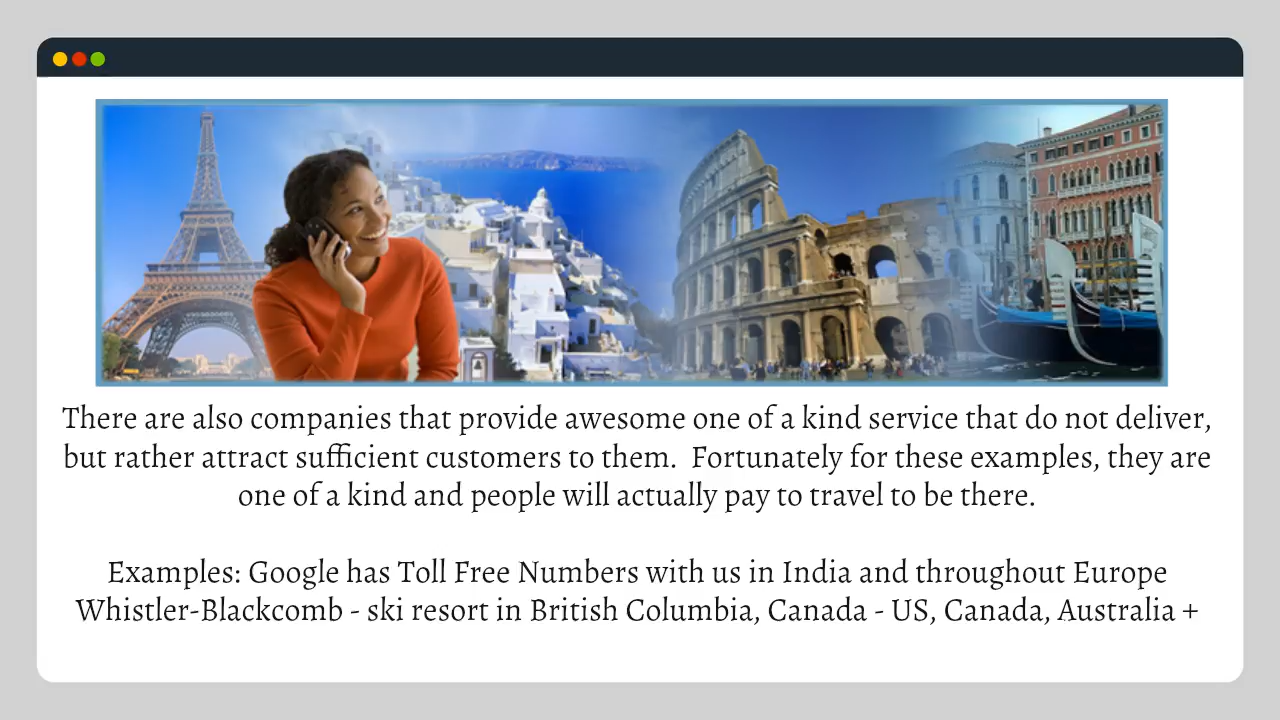 There are also companies that provide awesome one of a kind service that do not deliver,
but rather attract sufficient customers to them.  Fortunately for these examples, they are
one of a kind and people will actually pay to travel to be there.
Examples: Google has Toll Free Numbers with us in India and throughout Europe
Whistler-Blackcomb - ski resort in British Columbia, Canada - US, Canada, Australia +